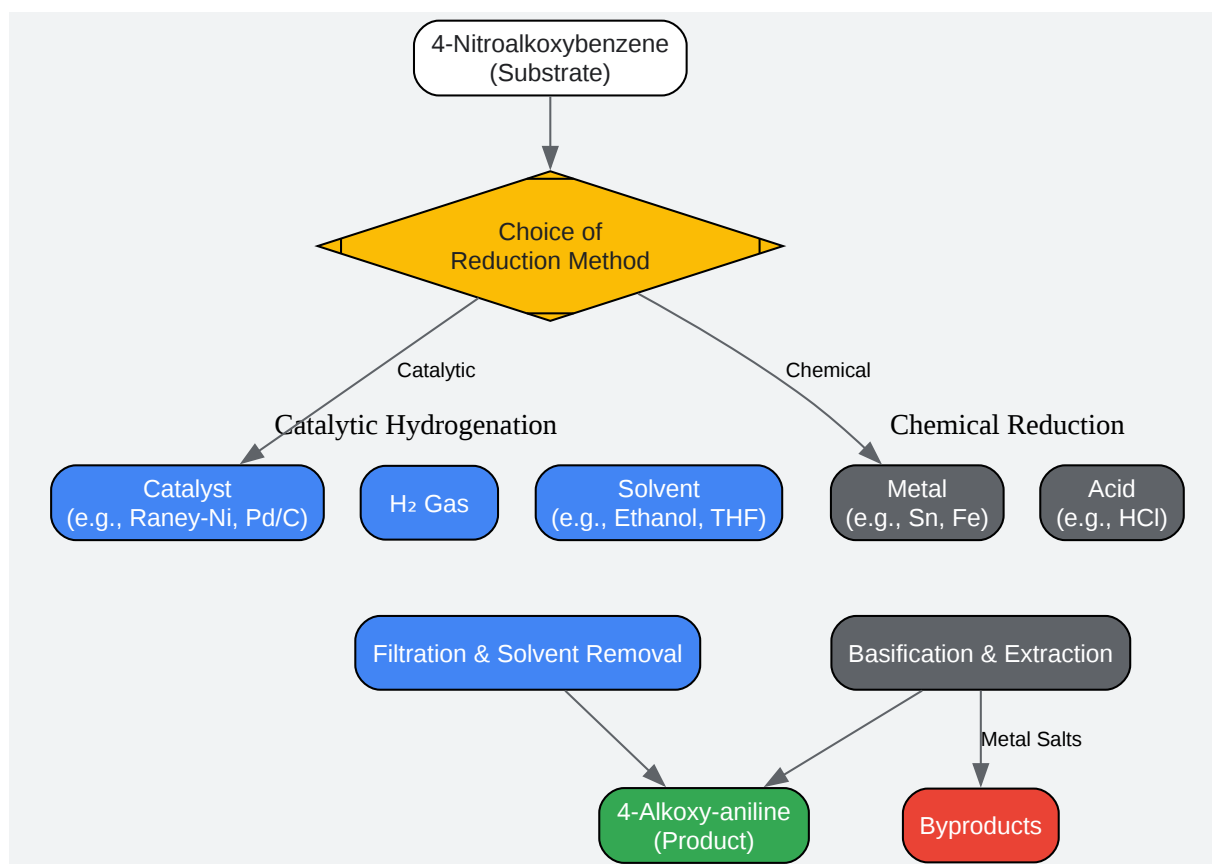 4-Nitroalkoxybenzene
(Substrate)
Choice of
Reduction Method
Catalytic
Chemical
Catalytic Hydrogenation
Chemical Reduction
Catalyst
(e.g., Raney-Ni, Pd/C)
H₂ Gas
Solvent
(e.g., Ethanol, THF)
Metal
(e.g., Sn, Fe)
Acid
(e.g., HCl)
Filtration & Solvent Removal
Basification & Extraction
Metal Salts
4-Alkoxy-aniline
(Product)
Byproducts